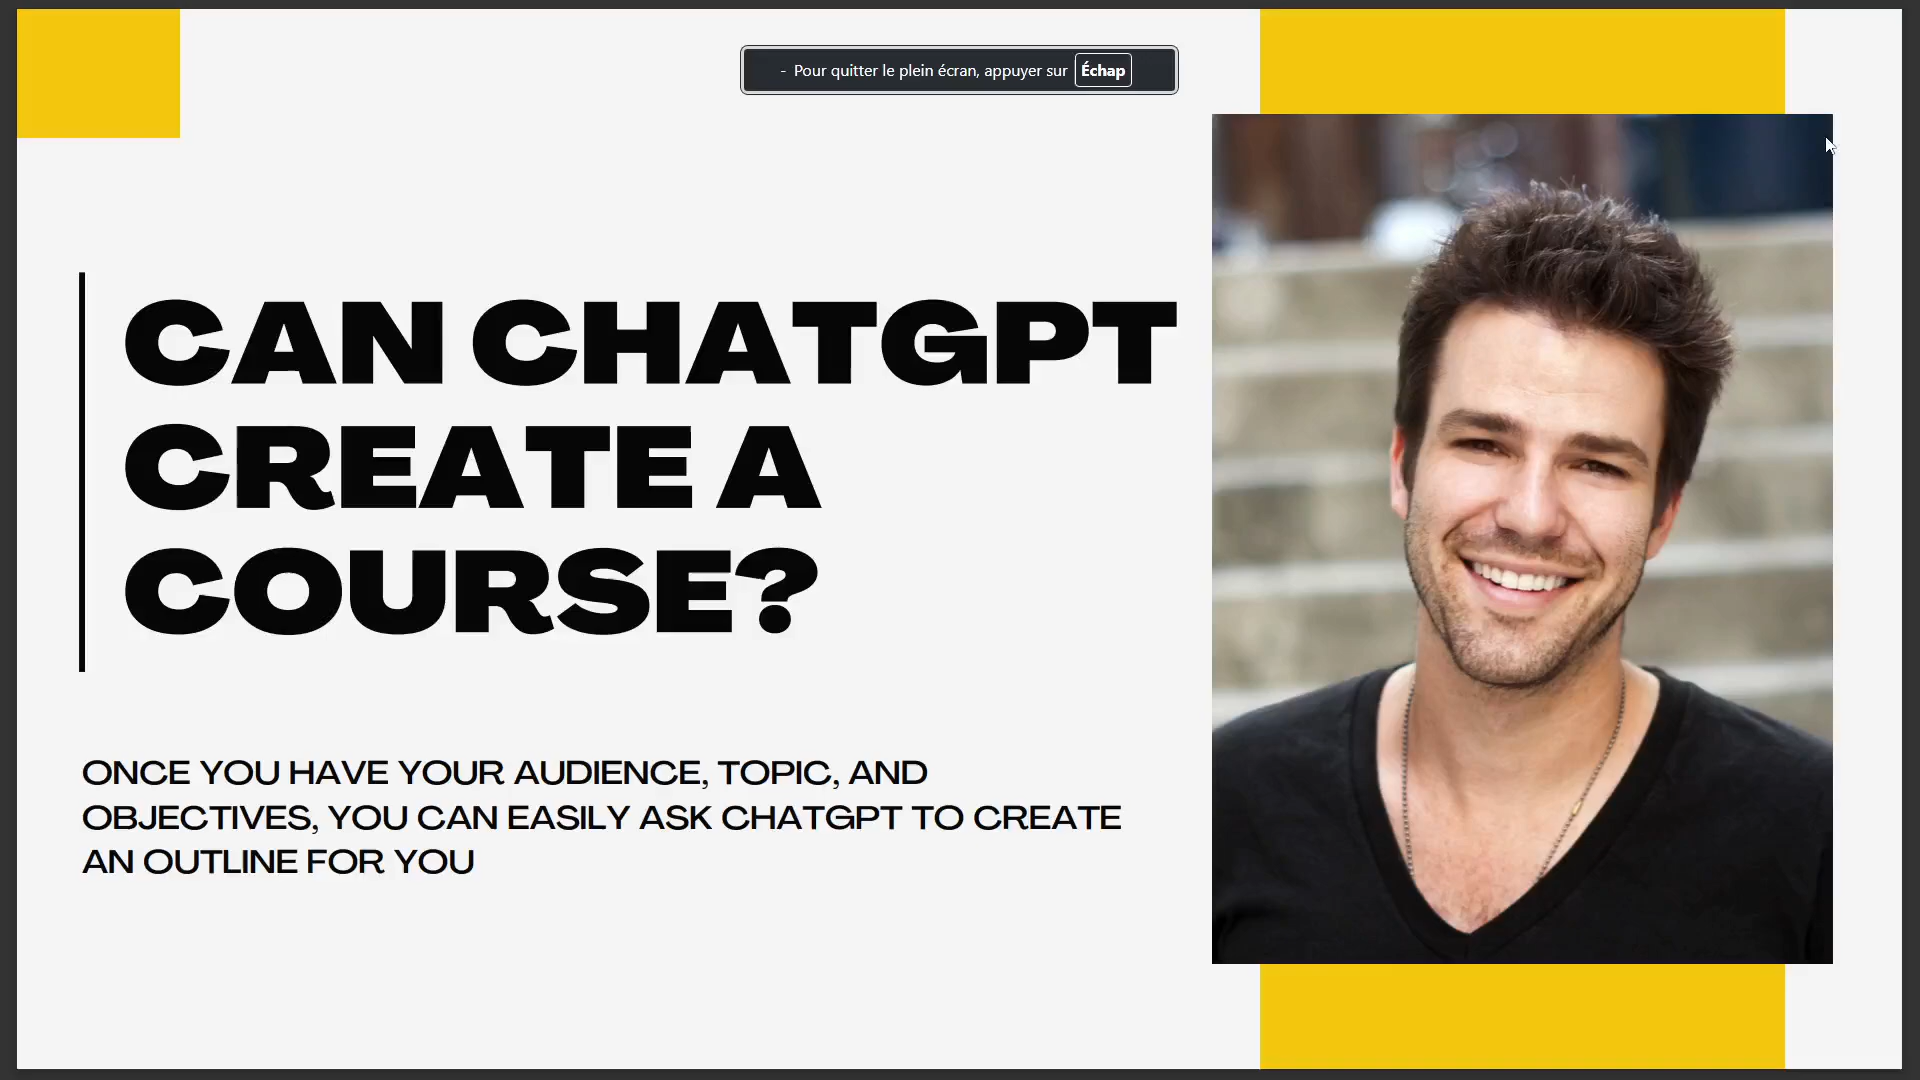 - Pour quitter le plein écran, appuyer sur Échap
CAN CHATGPT
CREATE A
COURSE?
ONCE YOU HAVE YOUR AUDIENCE, TOPIC, AND
OBJECTIVES, YOU CAN EASILY ASK CHATGPT TO CREATE
AN OUTLINE FOR YOU